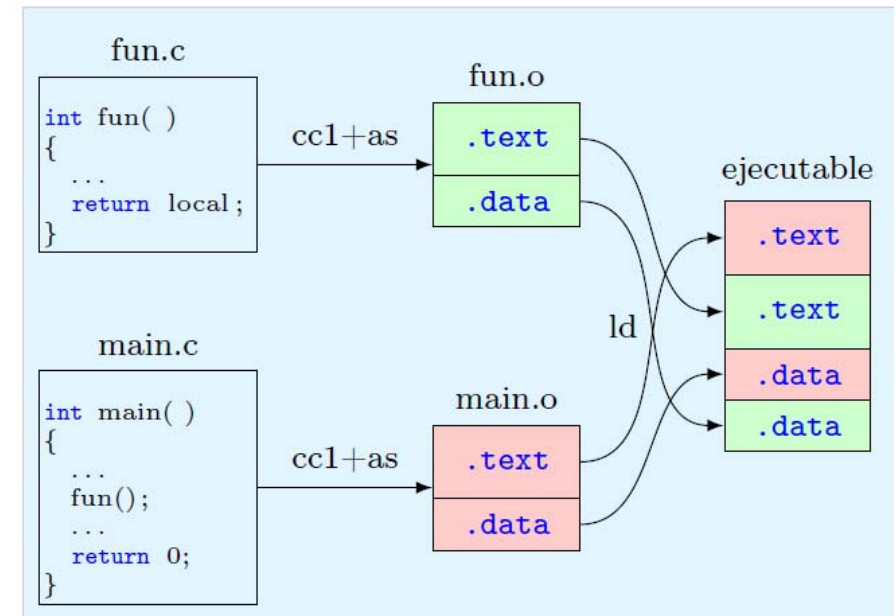 fun.c
int fun( )
{
...
return local;
}
cc1+as
fun.o
.text
.data
main.c
int main( )
{
...
fun();
...
return 0;
}
cc1+as
main.o
.text
.data
ld
ejecutable
.text
.text
.data
.data